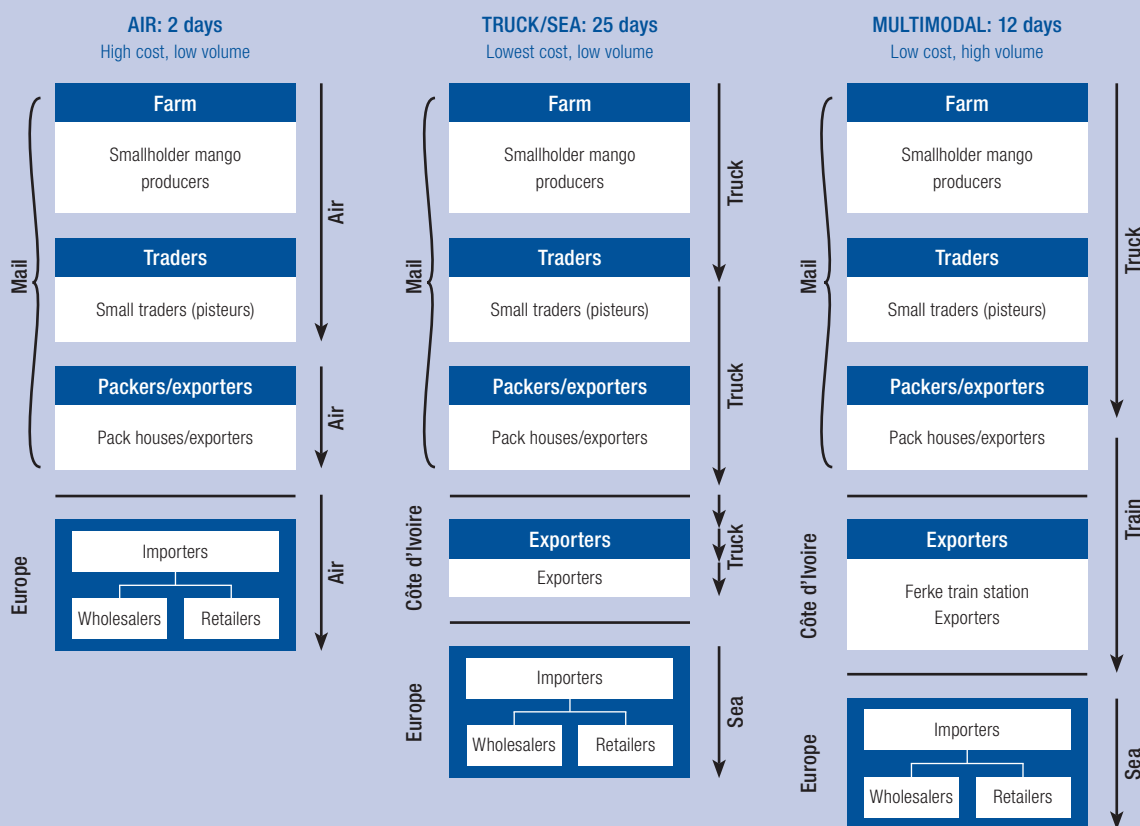 AIR: 2 days
High cost, low volume
Mail
Farm
Smallholder mango
producers
Traders
Small traders (pisteurs)
Packers/exporters
Pack houses/exporters
Air
Air
Europe
Importers
Wholesalers
Retailers
Air
TRUCK/SEA: 25 days
Lowest cost, low volume
Mail
Farm
Smallholder mango
producers
Traders
Small traders (pisteurs)
Packers/exporters
Pack houses/exporters
Truck
Truck
Côte d'Ivoire
Exporters
Exporters
Truck
Europe
Importers
Wholesalers
Retailers
Sea
MULTIMODAL: 12 days
Low cost, high volume
Mail
Farm
Smallholder mango
producers
Traders
Small traders (pisteurs)
Packers/exporters
Pack houses/exporters
Truck
Côte d'Ivoire
Exporters
Ferke train station
Exporters
Train
Europe
Importers
Wholesalers
Retailers
Sea